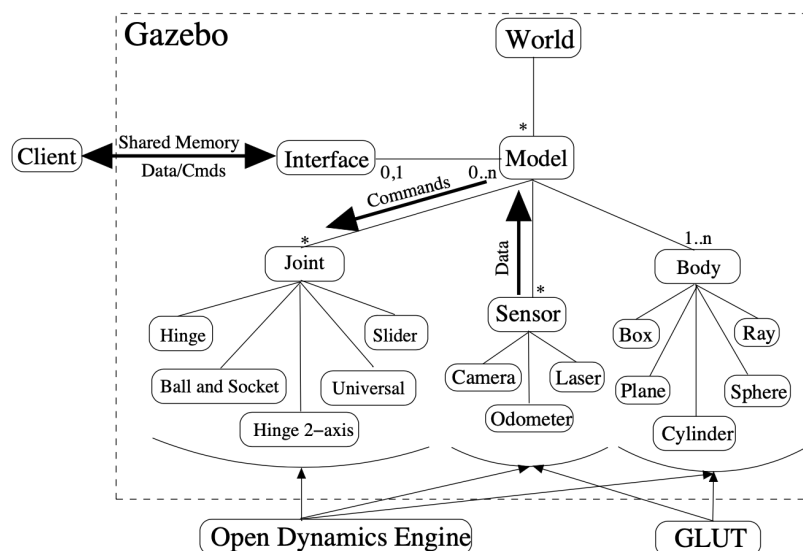 Gazebo
World
*
Client
Shared Memory
Data/Cmds
Interface
0,1
0..n
Model
Commands
Data
*
Joint
*
Sensor
1..n
Body
Hinge
Slider
Ball and Socket
Universal
Hinge 2−axis
Camera
Laser
Odometer
Box
Ray
Plane
Sphere
Cylinder
Open Dynamics Engine
GLUT